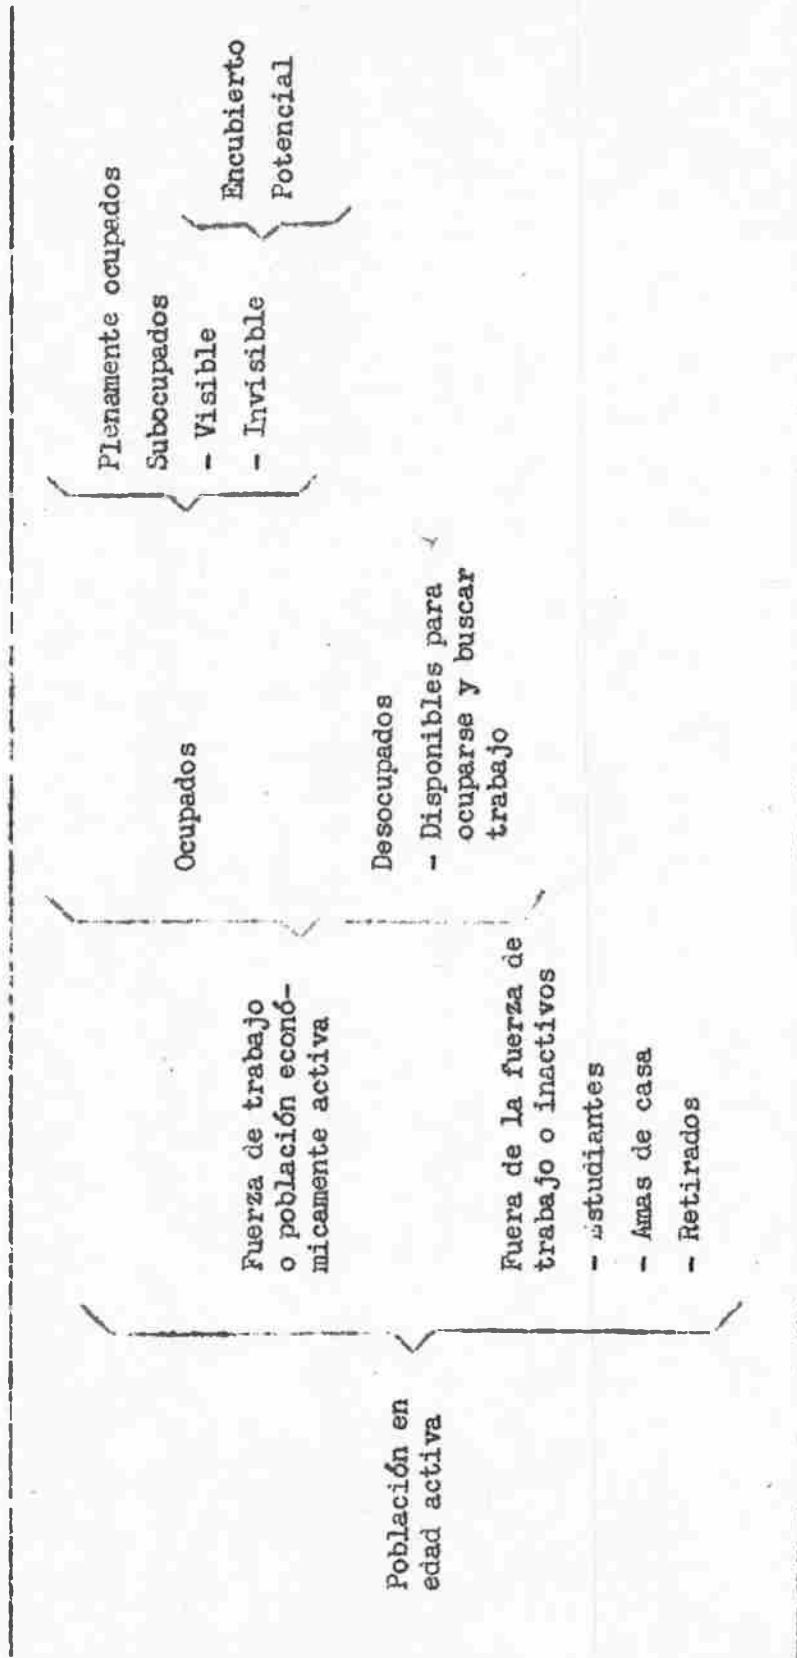 Población en
edad activa
Fuerza de trabajo
o población econó-
micamente activa
Fuera de la fuerza de
trabajo o inactivos
- Estudiantes
- Amas de casa
- Retirados
Ocupados
Desocupados
- Disponibles para
ocuparse y buscar
trabajo
Plenamente ocupados
Subocupados
- Visible
- Invisible
Encubierto
Potencial